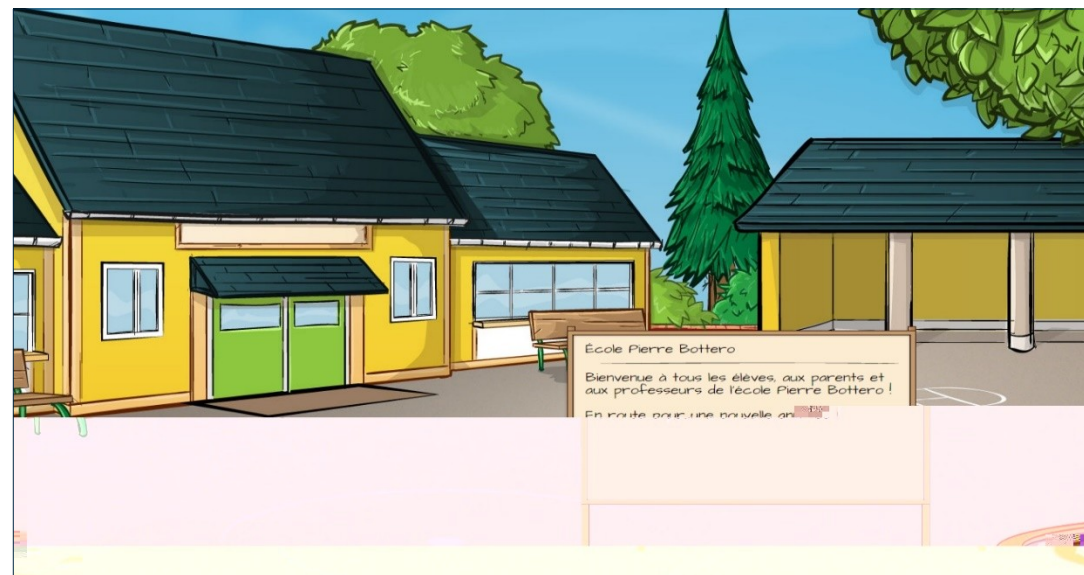 École Pierre Bottero
Bienvenue à tous les élèves, aux parents et
aux professeurs de l'école Pierre Bottero !
En route pour une nouvelle